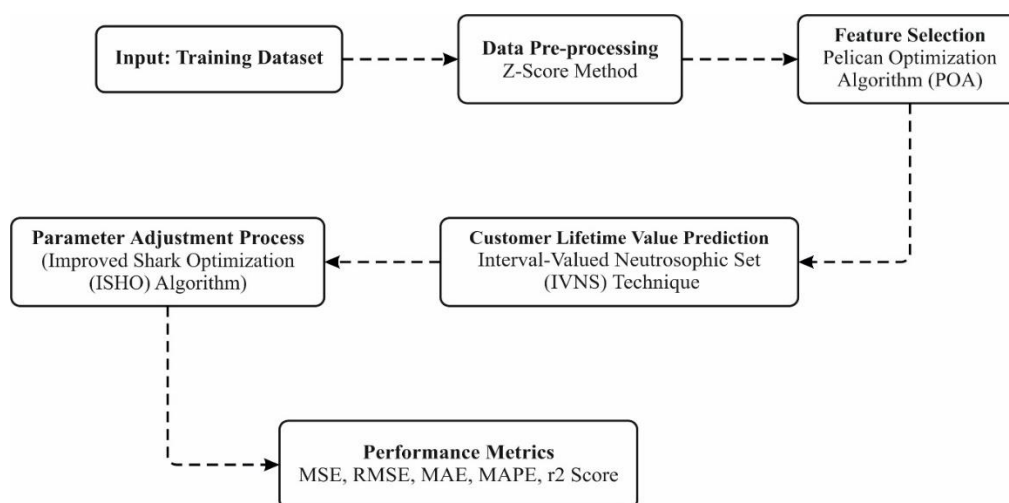 Input: Training Dataset
Data Pre-processing
Z-Score Method
Feature Selection
Pelican Optimization
Algorithm (POA)
Parameter Adjustment Process
(Improved Shark Optimization
(ISHO) Algorithm)
Customer Lifetime Value Prediction
Interval-Valued Neutrosophic Set
(IVNS) Technique
Performance Metrics
MSE, RMSE, MAE, MAPE, r2 Score